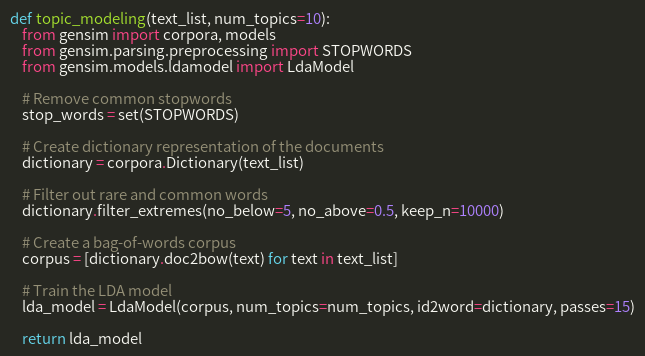 def topic_modeling(text_list, num_topics=10):
    from gensim import corpora, models
    from gensim.parsing.preprocessing import STOPWORDS
    from gensim.models.ldamodel import LdaModel

    # Remove common stopwords
    stop_words = set(STOPWORDS)

    # Create dictionary representation of the documents
    dictionary = corpora.Dictionary(text_list)

    # Filter out rare and common words
    dictionary.filter_extremes(no_below=5, no_above=0.5, keep_n=10000)

    # Create a bag-of-words corpus
    corpus = [dictionary.doc2bow(text) for text in text_list]

    # Train the LDA model
    lda_model = LdaModel(corpus, num_topics=num_topics, id2word=dictionary, passes=15)

    return lda_model